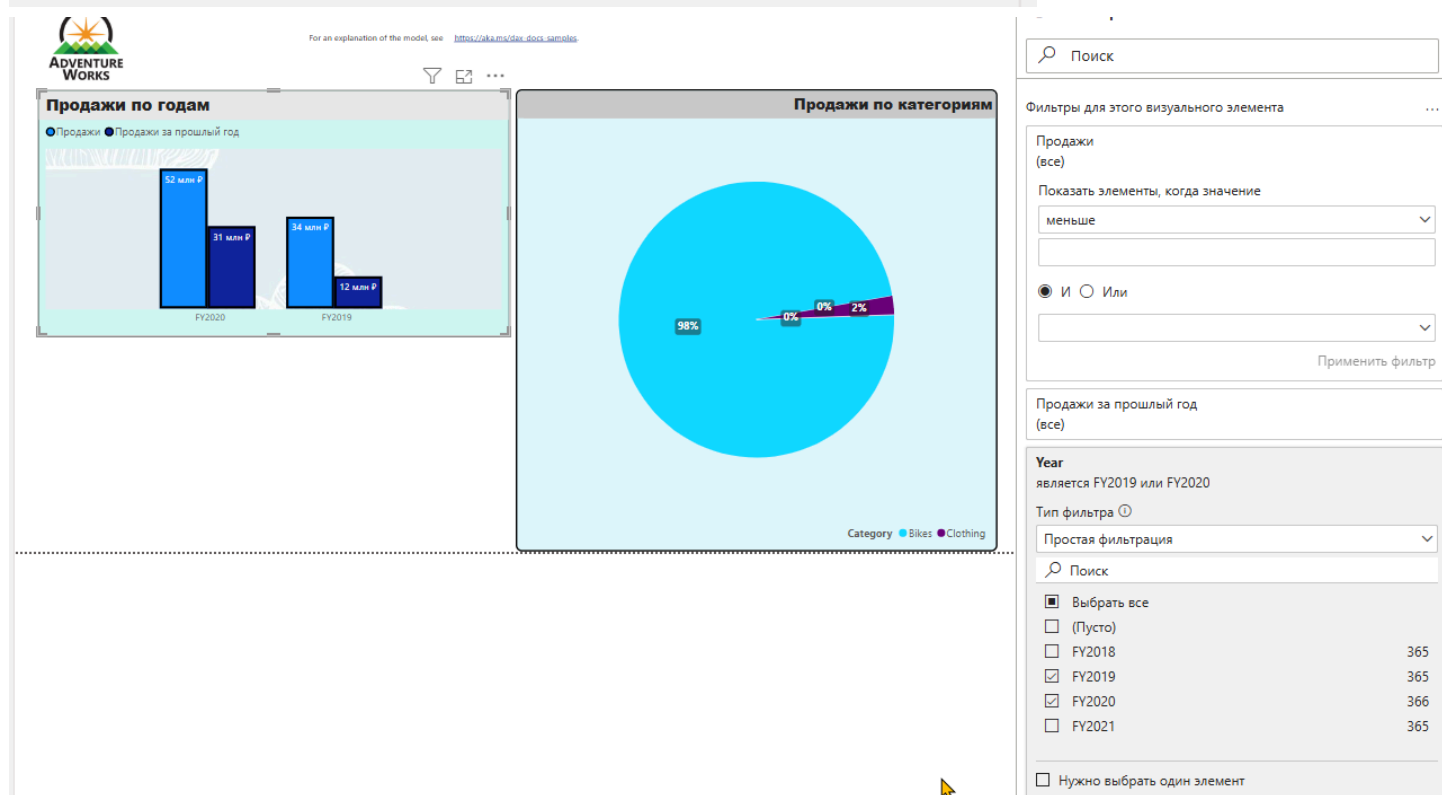 ADVENTURE
WORKS
For an explanation of the model, see https://aka.ms/dax_docs_samples.
Продажи по годам
Продажи Продажи за прошлый год
52 млн ₽
31 млн ₽
34 млн ₽
12 млн ₽
FY2020 FY2019
Продажи по категориям
98%
0%
0%
2%
Category Bikes Clothing
Поиск
Фильтры для этого визуального элемента
...
Продажи
(все)
Показать элементы, когда значение
меньше
И Или
Применить фильтр
Продажи за прошлый год
(все)
Year
является FY2019 или FY2020
Тип фильтра
Простая фильтрация
Поиск
Выбрать все
(Пусто)
FY2018 365
FY2019 365
FY2020 366
FY2021 365
Нужно выбрать один элемент